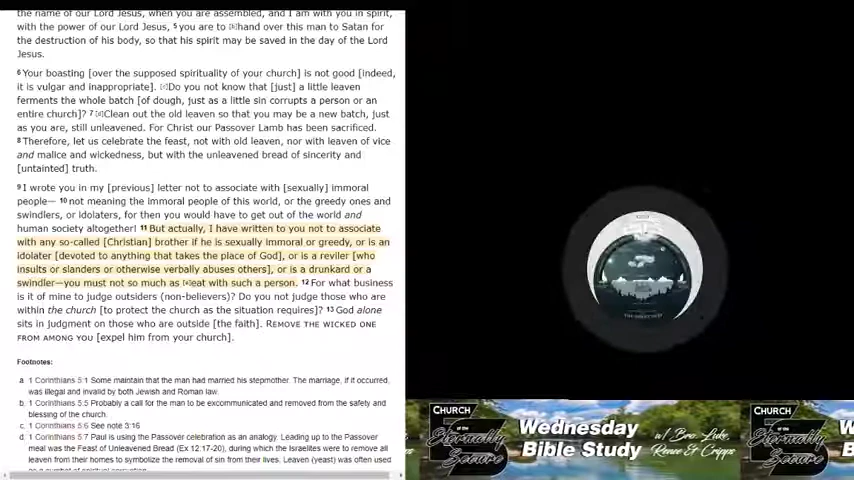 the name of our Lord Jesus, when you are assembled, and I am with you in spirit,
with the power of our Lord Jesus, 5 you are to [b]hand over this man to Satan for
the destruction of his body, so that his spirit may be saved in the day of the Lord
Jesus.
6 Your boasting [over the supposed spirituality of your church] is not good [indeed,
it is vulgar and inappropriate]. [c]Do you not know that [just] a little leaven
ferments the whole batch [of dough, just as a little sin corrupts a person or an
entire church]? 7 [d]Clean out the old leaven so that you may be a new batch, just
as you are, still unleavened. For Christ our Passover Lamb has been sacrificed.
8 Therefore, let us celebrate the feast, not with old leaven, nor with leaven of vice
and malice and wickedness, but with the unleavened bread of sincerity and
[untainted] truth.
9 I wrote you in my [previous] letter not to associate with [sexually] immoral
people— 10 not meaning the immoral people of this world, or the greedy ones and
swindlers, or idolaters, for then you would have to get out of the world and
human society altogether! 11 But actually, I have written to you not to associate
with any so-called [Christian] brother if he is sexually immoral or greedy, or is an
idolater [devoted to anything that takes the place of God], or is a reviler [who
insults or slanders or otherwise verbally abuses others], or is a drunkard or a
swindler—you must not so much as [e]eat with such a person. 12 For what business
is it of mine to judge outsiders (non-believers)? Do you not judge those who are
within the church [to protect the church as the situation requires]? 13 God alone
sits in judgment on those who are outside [the faith]. REMOVE THE WICKED ONE
FROM AMONG YOU [expel him from your church].
Footnotes:
a 1 Corinthians 5:1 Some maintain that the man had married his stepmother. The marriage, if it occurred,
was illegal and invalid by both Jewish and Roman law.
b 1 Corinthians 5:5 Probably a call for the man to be excommunicated and removed from the safety and
blessing of the church.
c 1 Corinthians 5:6 See note 3:16
d 1 Corinthians 5:7 Paul is using the Passover celebration as an analogy. Leading up to the Passover
meal was the Feast of Unleavened Bread (Ex 12:17-20), during which the Israelites were to remove all
leaven from their homes to symbolize the removal of sin from their lives. Leaven (yeast) was often used
CHURCH
of the
Eternally
Secure
Wednesday
Bible Study
w/ Bro. Luke,
Renee & Cripps
CHURCH
of the
Eternally
Secure